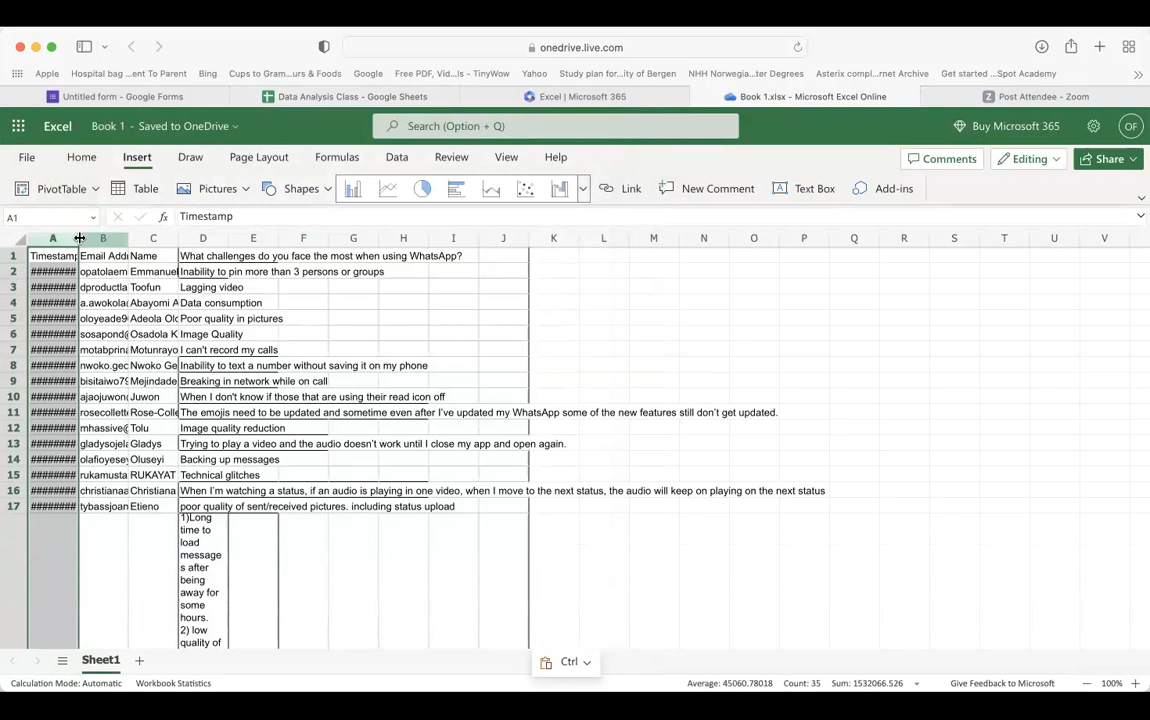 onedrive.live.com
Apple Hospital bag ...ent To Parent Bing Cups to Gram...urs & Foods Google Free PDF, Vid...ls - TinyWow Yahoo Study plan for...ity of Bergen NHH Norwegia...ter Degrees Asterix compl...rnet Archive Get started ...Spot Academy
Untitled form - Google Forms Data Analysis Class - Google Sheets Excel | Microsoft 365 Book 1.xlsx - Microsoft Excel Online Post Attendee - Zoom
Excel Book 1 - Saved to OneDrive Search (Option + Q) Buy Microsoft 365 OF
File Home Insert Draw Page Layout Formulas Data Review View Help Comments Editing Share
PivotTable Table Pictures Shapes Link New Comment Text Box Add-ins
A1 fx Timestamp
A B C D E F G H I J K L M N O P Q R S T U V
1 Timestamp Email Addr Name What challenges do you face the most when using WhatsApp?
2 ######## opatolaem Emmanuel Inability to pin more than 3 persons or groups
3 ######## dproductla Toofun Lagging video
4 ######## a.awokola Abayomi A Data consumption
5 ######## oloyeade9 Adeola Olo Poor quality in pictures
6 ######## sosapond@ Osadola K Image Quality
7 ######## motabprina Motunrayo I can't record my calls
8 ######## nwoko.geo Nwoko Ge Inability to text a number without saving it on my phone
9 ######## bisitaiwo79 Mejindade Breaking in network while on call
10 ######## ajaojuwon Juwon When I don't know if those that are using their read icon off
11 ######## rosecollette Rose-Colle The emojis need to be updated and sometime even after I've updated my WhatsApp some of the new features still don't get updated.
12 ######## mhassive@ Tolu Image quality reduction
13 ######## gladysojela Gladys Trying to play a video and the audio doesn't work until I close my app and open again.
14 ######## olafioyesey Oluseyi Backing up messages
15 ######## rukamusta RUKAYAT Technical glitches
16 ######## christianaa Christiana When I'm watching a status, if an audio is playing in one video, when I move to the next status, the audio will keep on playing on the next status
17 ######## tybassjoan Etieno poor quality of sent/received pictures. including status upload
1)Long
time to
load
message
s after
being
away for
some
hours.
2) low
quality of
Ctrl
Sheet1
Calculation Mode: Automatic Workbook Statistics Average: 45060.78018 Count: 35 Sum: 1532066.526 Give Feedback to Microsoft 100%